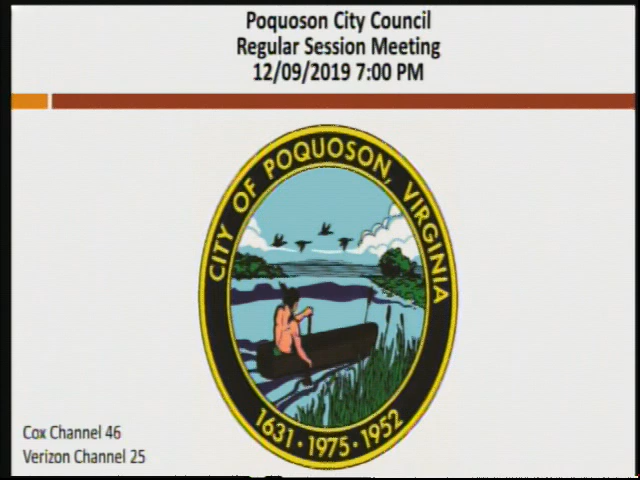 Poquoson City Council
Regular Session Meeting
12/09/2019 7:00 PM
CITY OF POQUOSON, VIRGINIA
1631 · 1975 · 1952
Cox Channel 46
Verizon Channel 25